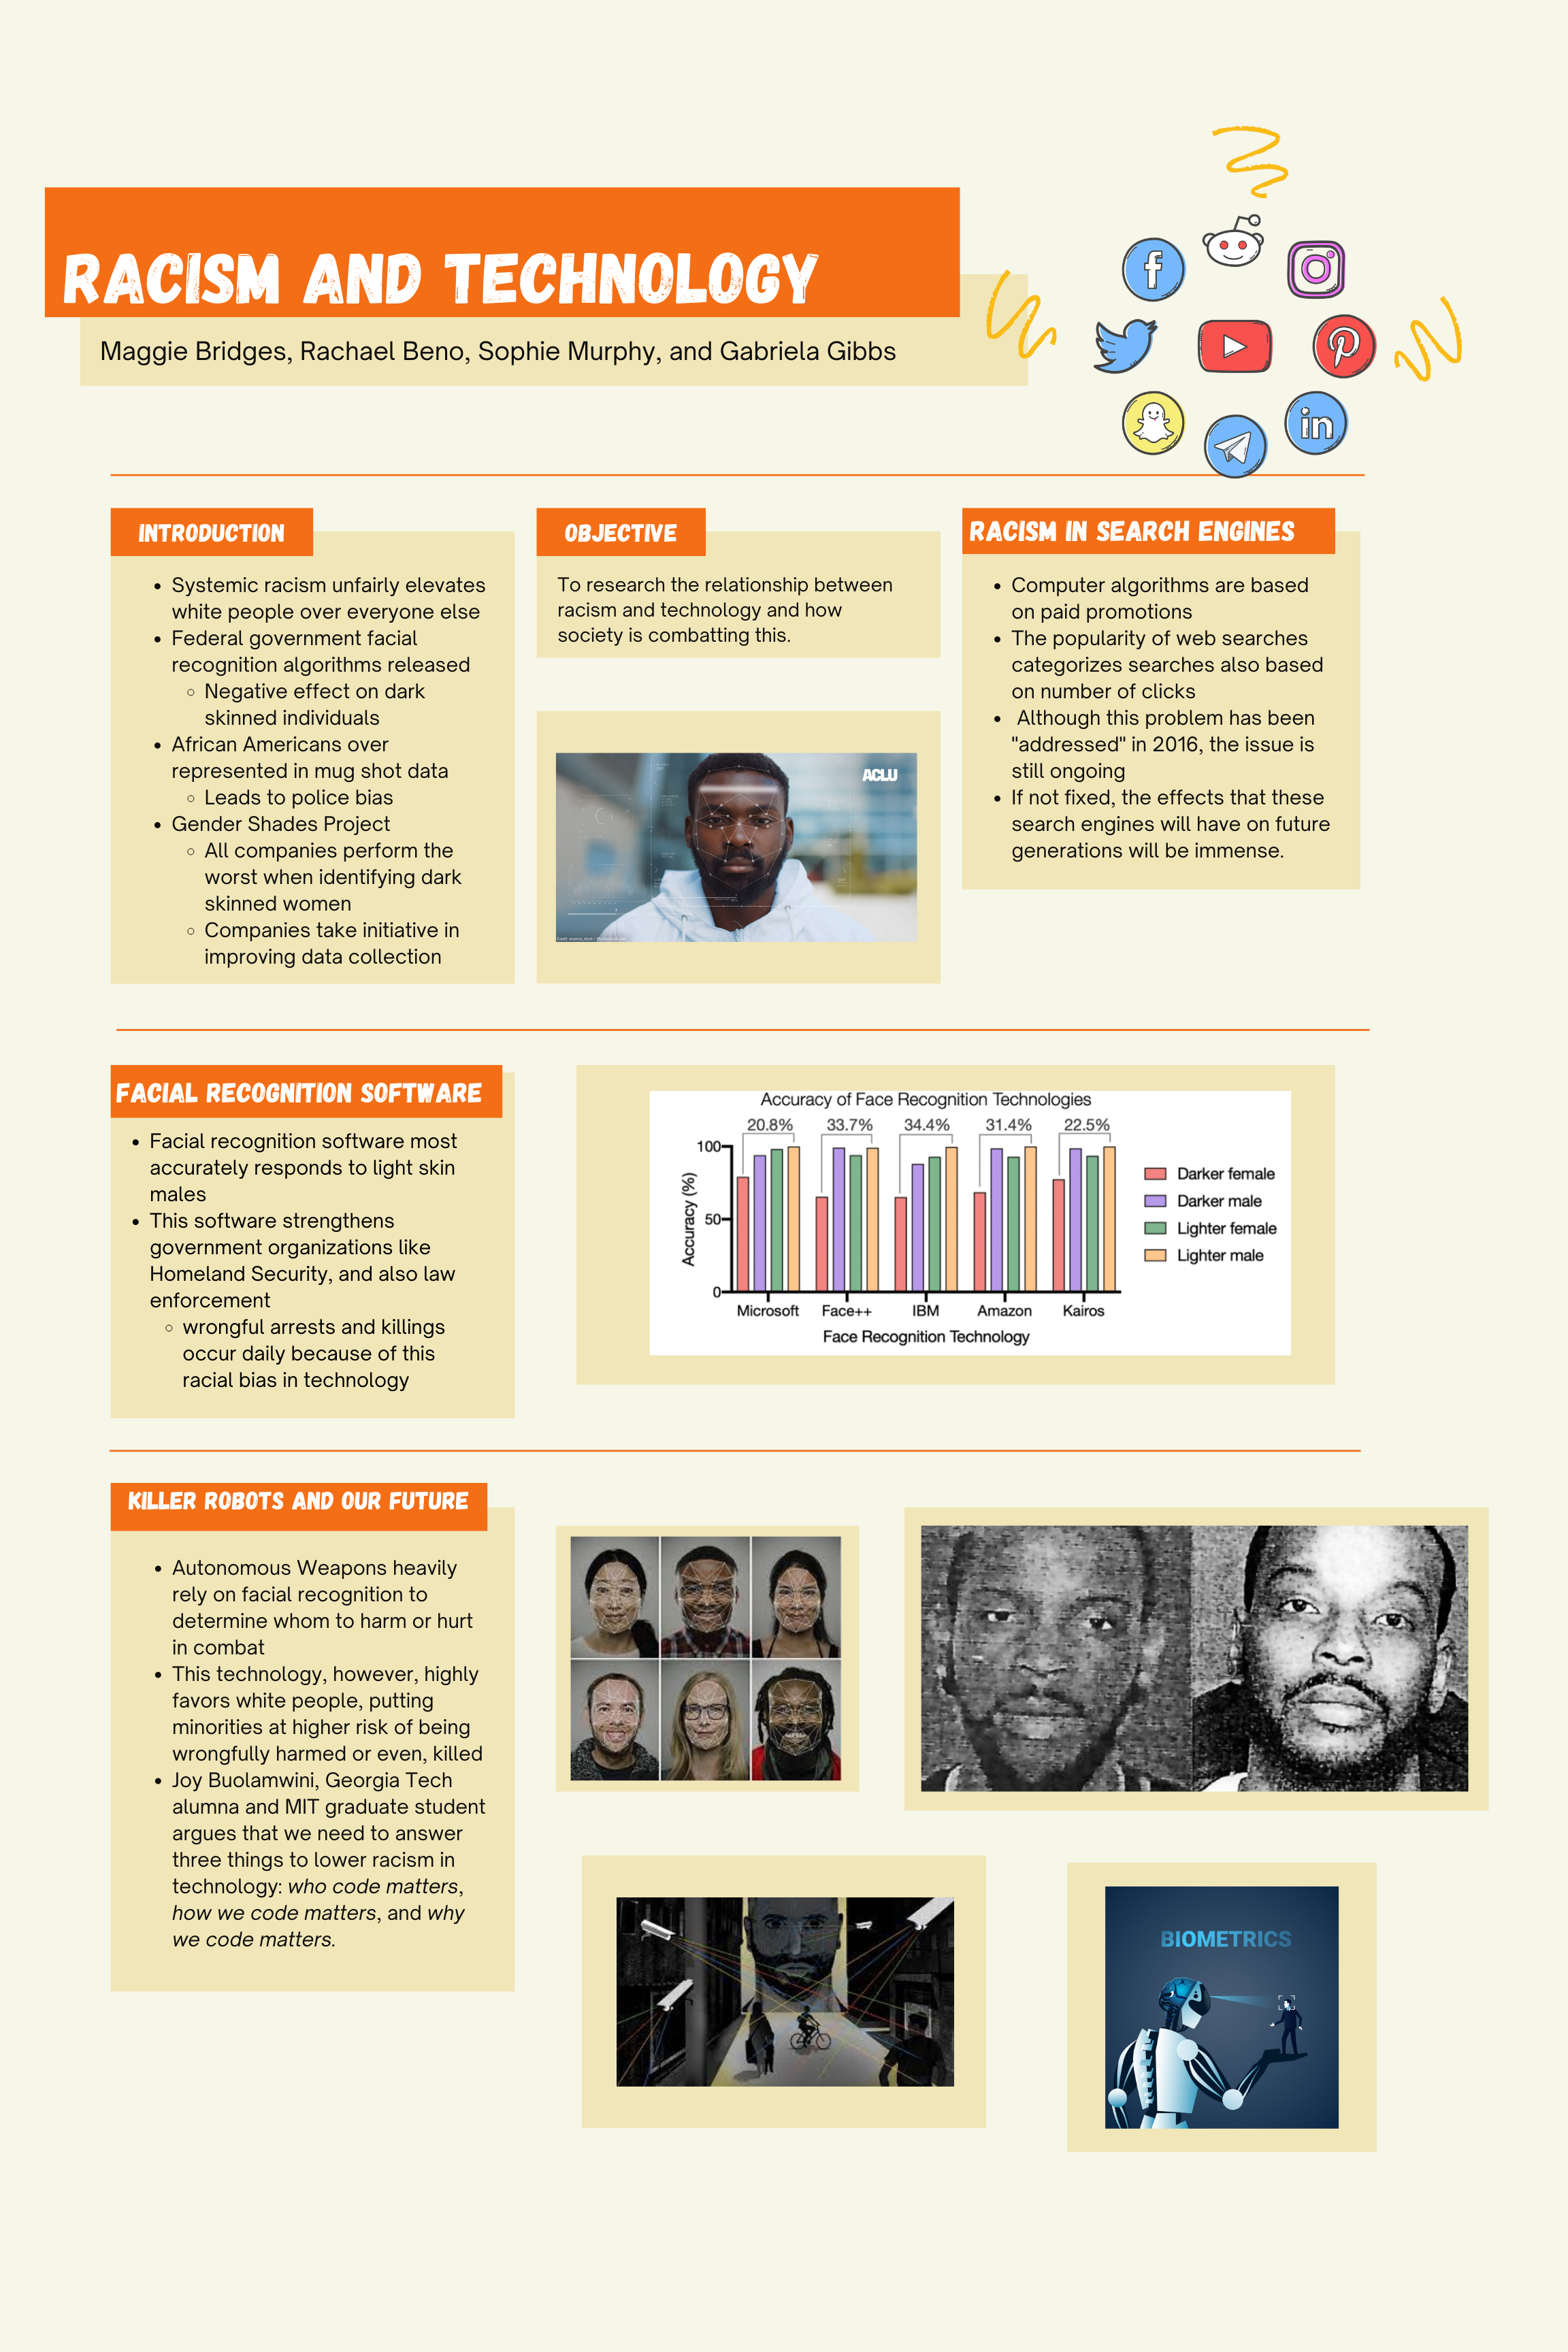 RACISM AND TECHNOLOGY
Maggie Bridges, Rachael Beno, Sophie Murphy, and Gabriela Gibbs
f
in
INTRODUCTION
• Systemic racism unfairly elevates
white people over everyone else
• Federal government facial
recognition algorithms released
◦ Negative effect on dark
skinned individuals
• African Americans over
represented in mug shot data
◦ Leads to police bias
• Gender Shades Project
◦ All companies perform the
worst when identifying dark
skinned women
◦ Companies take initiative in
improving data collection
OBJECTIVE
To research the relationship between
racism and technology and how
society is combatting this.
ACLU
RACISM IN SEARCH ENGINES
• Computer algorithms are based
on paid promotions
• The popularity of web searches
categorizes searches also based
on number of clicks
• Although this problem has been
"addressed" in 2016, the issue is
still ongoing
• If not fixed, the effects that these
search engines will have on future
generations will be immense.
FACIAL RECOGNITION SOFTWARE
• Facial recognition software most
accurately responds to light skin
males
• This software strengthens
government organizations like
Homeland Security, and also law
enforcement
◦ wrongful arrests and killings
occur daily because of this
racial bias in technology
Accuracy of Face Recognition Technologies
20.8% 33.7% 34.4% 31.4% 22.5%
100
50
0
Accuracy (%)
Microsoft Face++ IBM Amazon Kairos
Face Recognition Technology
Darker female
Darker male
Lighter female
Lighter male
KILLER ROBOTS AND OUR FUTURE
• Autonomous Weapons heavily
rely on facial recognition to
determine whom to harm or hurt
in combat
• This technology, however, highly
favors white people, putting
minorities at higher risk of being
wrongfully harmed or even, killed
• Joy Buolamwini, Georgia Tech
alumna and MIT graduate student
argues that we need to answer
three things to lower racism in
technology: who code matters,
how we code matters, and why
we code matters.
BIOMETRICS